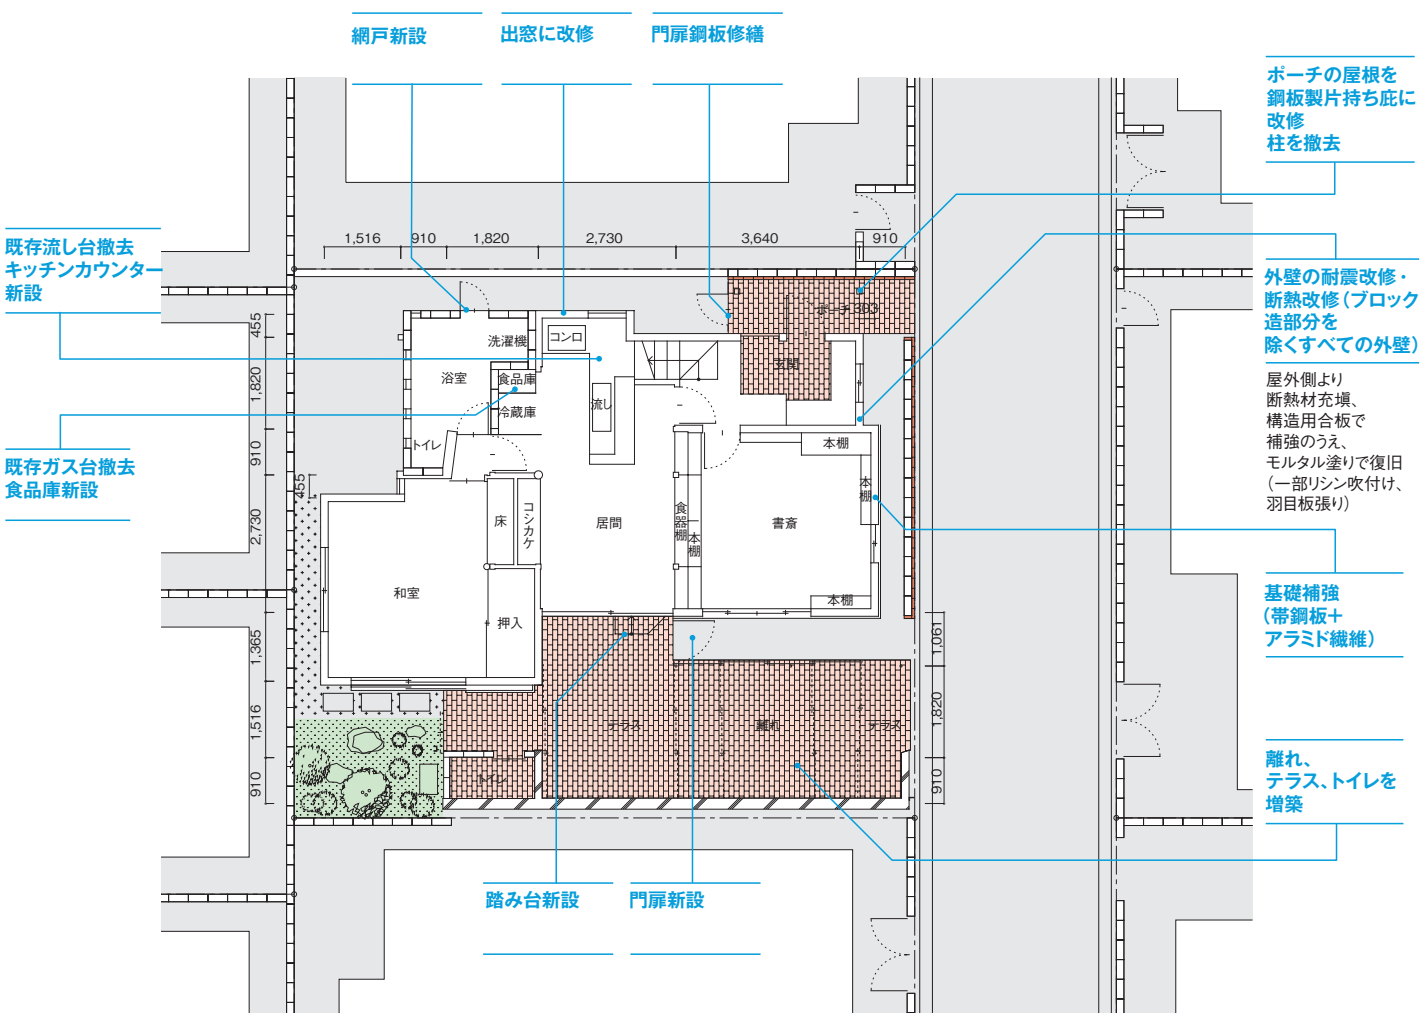 網戸新設
出窓に改修
門扉鋼板修繕
ポーチの屋根を
鋼板製片持ち庇に
改修
柱を撤去
既存流し台撤去
キッチンカウンター
新設
外壁の耐震改修・
断熱改修（ブロック
造部分を
除くすべての外壁）
屋外側より
断熱材充塡、
構造用合板で
補強のうえ、
モルタル塗りで復旧
（一部リシン吹付け、
羽目板張り）
既存ガス台撤去
食品庫新設
基礎補強
（帯鋼板＋
アラミド繊維）
離れ、
テラス、トイレを
増築
踏み台新設
門扉新設
1,516
910
1,820
2,730
3,640
910
455
1,820
910
455
2,730
1,365
1,516
910
1,061
1,820
910
ポーチ 303
玄関
コンロ
洗濯機
浴室
食品庫
冷蔵庫
流し
トイレ
本棚
本棚
床
コシカケ
居間
食器棚
本棚
書斎
和室
押入
本棚
テラス
離れ
テラス
トイレ